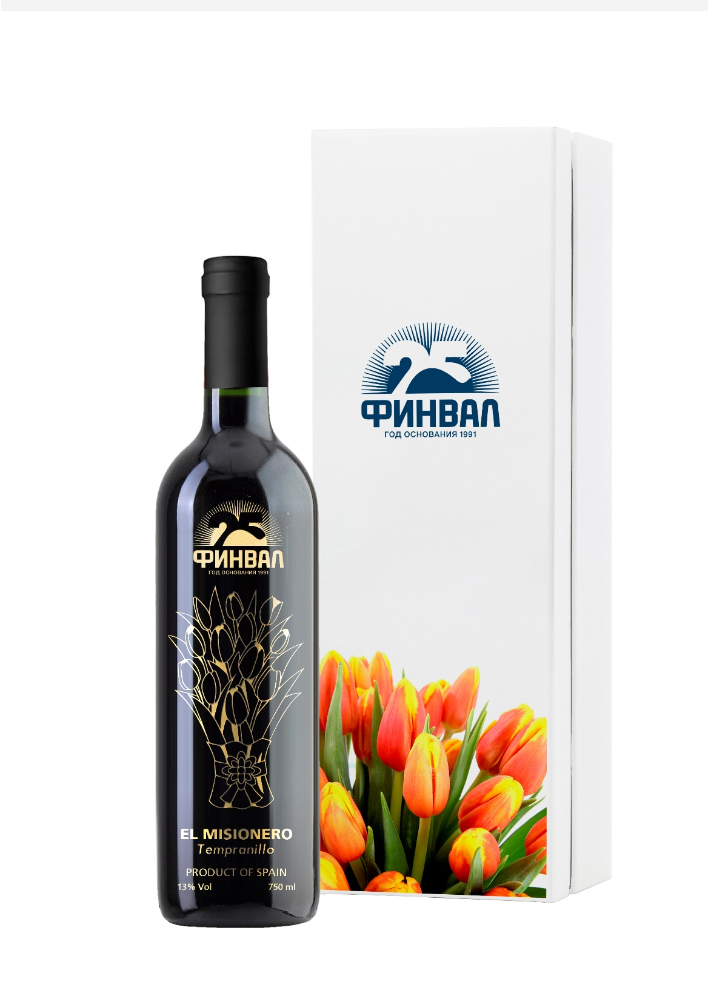 25
ФИНВАЛ
ГОД ОСНОВАНИЯ 1991
25
ФИНВАЛ
ГОД ОСНОВАНИЯ 1991
EL MISIONERO
Tempranillo
PRODUCT OF SPAIN
13% Vol 750 ml